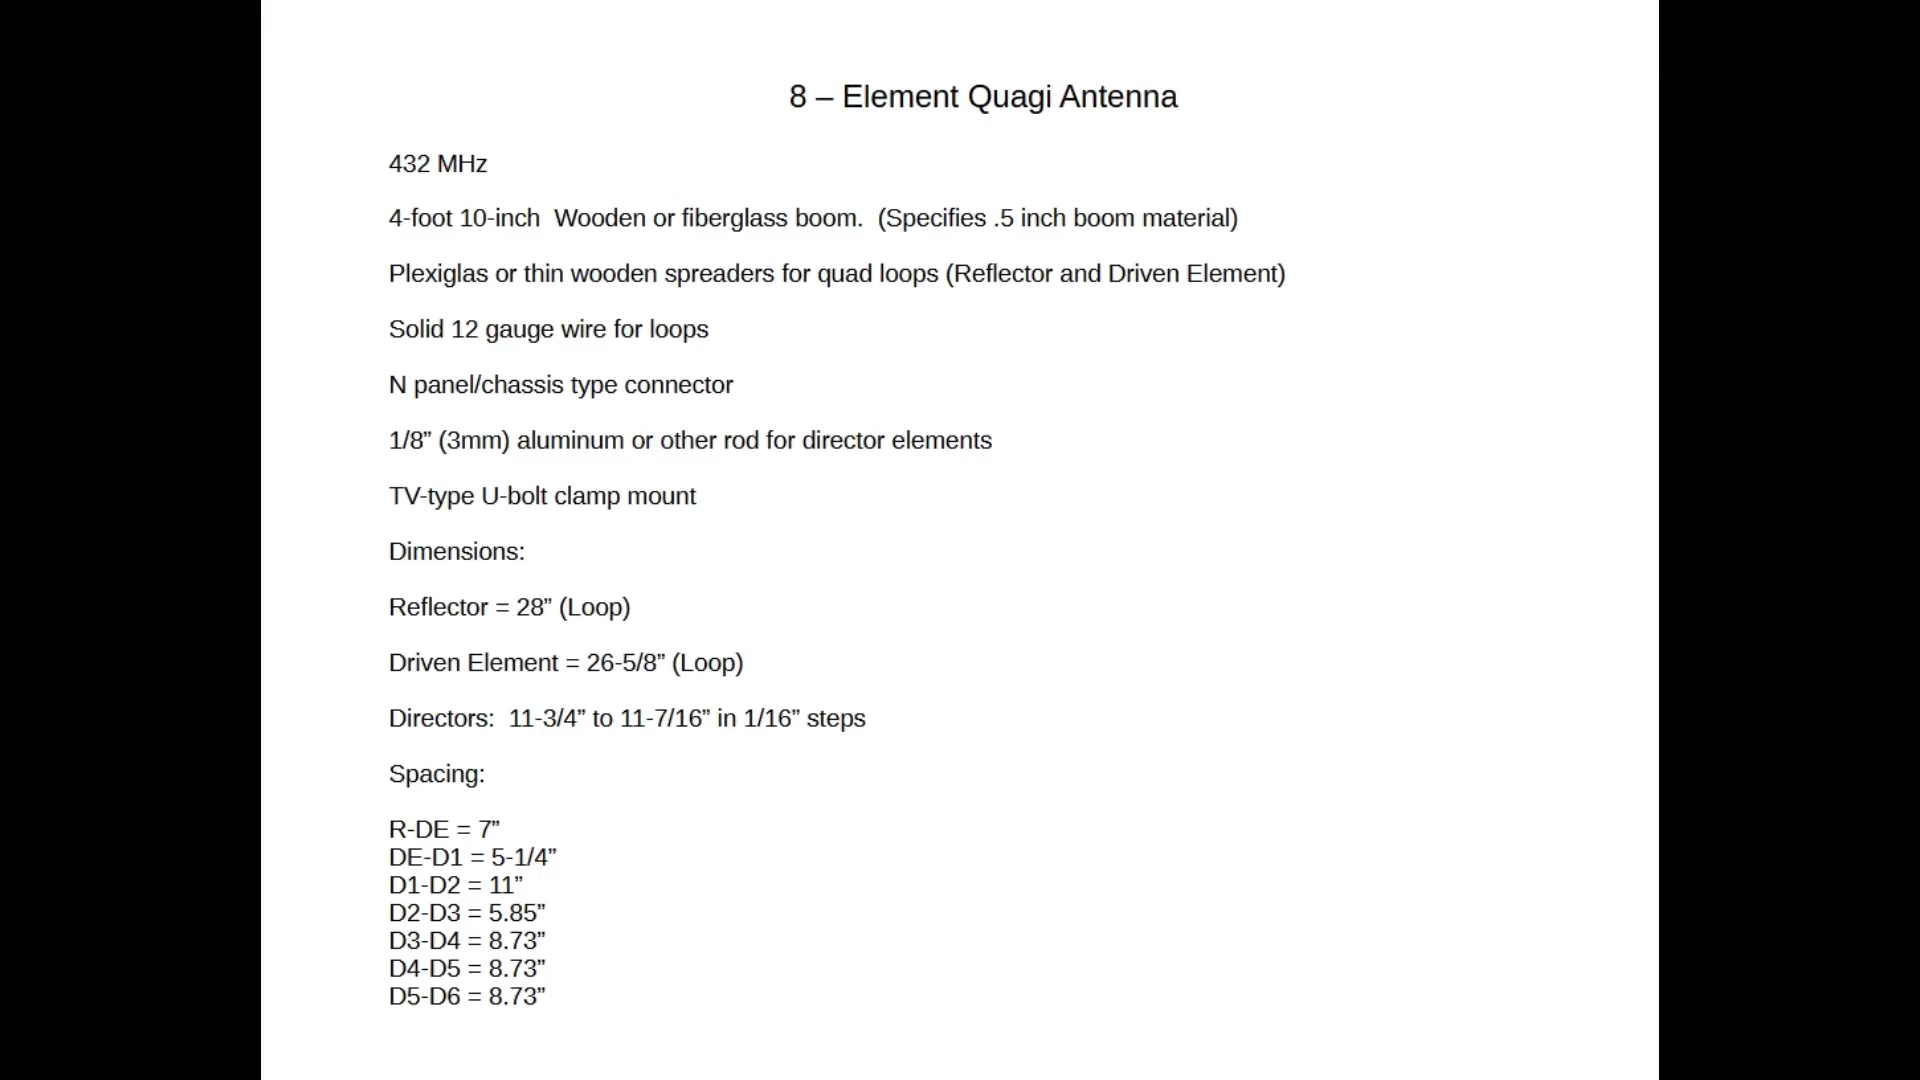 8 – Element Quagi Antenna
432 MHz
4-foot 10-inch  Wooden or fiberglass boom.  (Specifies .5 inch boom material)
Plexiglas or thin wooden spreaders for quad loops (Reflector and Driven Element)
Solid 12 gauge wire for loops
N panel/chassis type connector
1/8” (3mm) aluminum or other rod for director elements
TV-type U-bolt clamp mount
Dimensions:
Reflector = 28” (Loop)
Driven Element = 26-5/8” (Loop)
Directors:  11-3/4” to 11-7/16” in 1/16” steps
Spacing:
R-DE = 7”
DE-D1 = 5-1/4”
D1-D2 = 11”
D2-D3 = 5.85”
D3-D4 = 8.73”
D4-D5 = 8.73”
D5-D6 = 8.73”